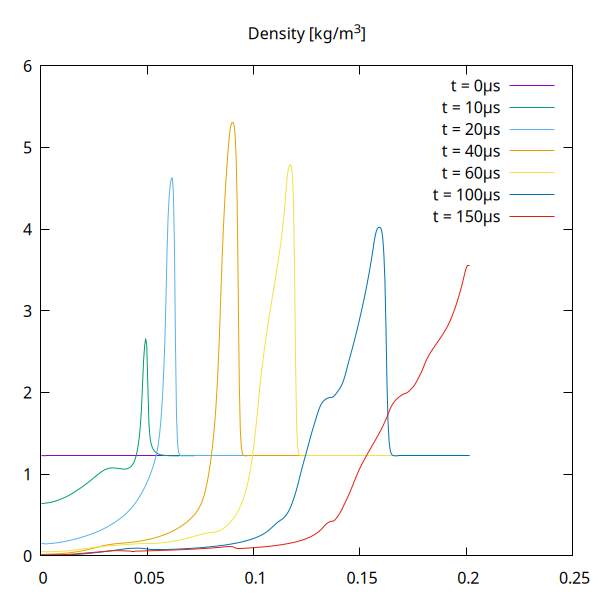 Density [kg/m³]
6
5
4
3
2
1
0
t = 0µs
t = 10µs
t = 20µs
t = 40µs
t = 60µs
t = 100µs
t = 150µs
0 0.05 0.1 0.15 0.2 0.25